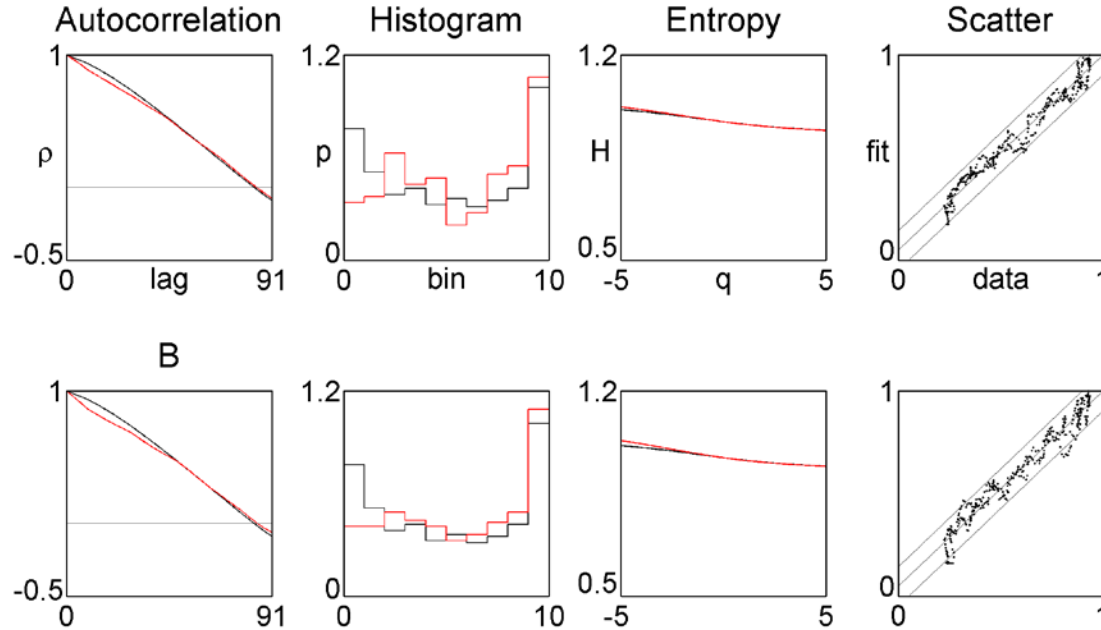 Autocorrelation Histogram Entropy Scatter
1 1.2 1.2 1
ρ p H fit
-0.5 0 0.5 0
0 lag 91 0 bin 10 -5 q 5 0 data 1
B
1 1.2 1.2 1
-0.5 0 0.5 0
0 91 0 10 -5 5 0 1